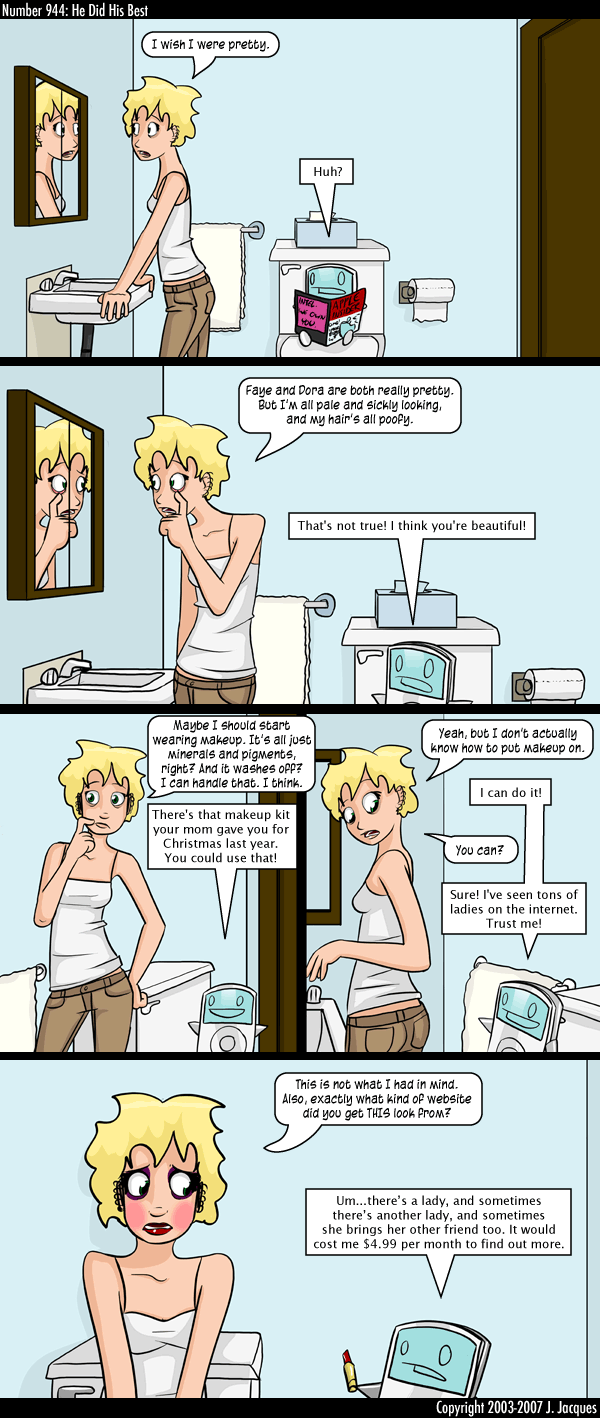 Number 944: He Did His Best
I wish I were pretty.
Huh?
INTEL
WE OWN
YOU
APPLE
Faye and Dora are both really pretty.
But I'm all pale and sickly looking,
and my hair's all poofy.
That's not true! I think you're beautiful!
Maybe I should start
wearing makeup. It's all just
minerals and pigments,
right? And it washes off?
I can handle that. I think.
There's that makeup kit
your mom gave you for
Christmas last year.
You could use that!
Yeah, but I don't actually
know how to put makeup on.
I can do it!
You can?
Sure! I've seen tons of
ladies on the internet.
Trust me!
This is not what I had in mind.
Also, exactly what kind of website
did you get THIS look from?
Um...there's a lady, and sometimes
there's another lady, and sometimes
she brings her other friend too. It would
cost me $4.99 per month to find out more.
Copyright 2003-2007 J. Jacques